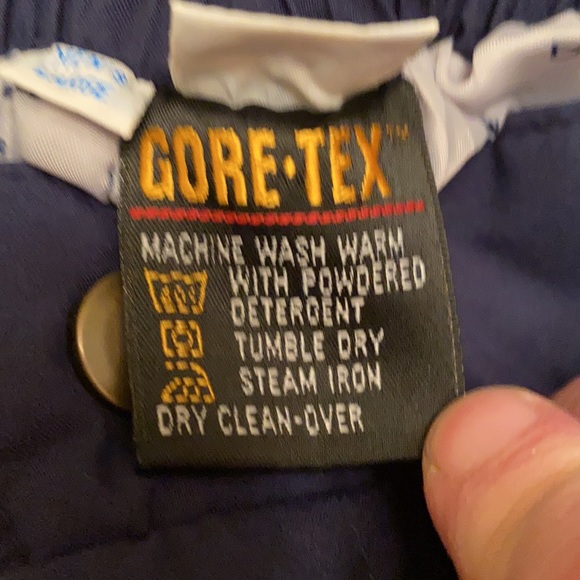 GORE·TEX™
MACHINE WASH WARM
WITH POWDERED
DETERGENT
TUMBLE DRY
STEAM IRON
DRY CLEAN-OVER